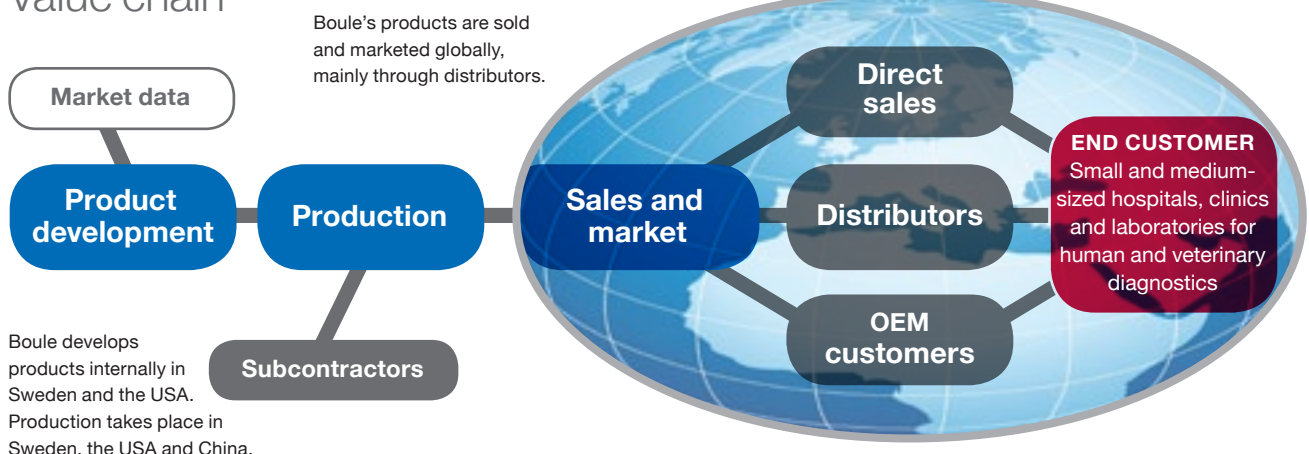 Value chain
Boule’s products are sold
and marketed globally,
mainly through distributors.
Market data
Product
development
Production
Subcontractors
Boule develops
products internally in
Sweden and the USA.
Production takes place in
Sweden, the USA and China.
Sales and
market
Direct
sales
Distributors
OEM
customers
END CUSTOMER
Small and medium-
sized hospitals, clinics
and laboratories for
human and veterinary
diagnostics